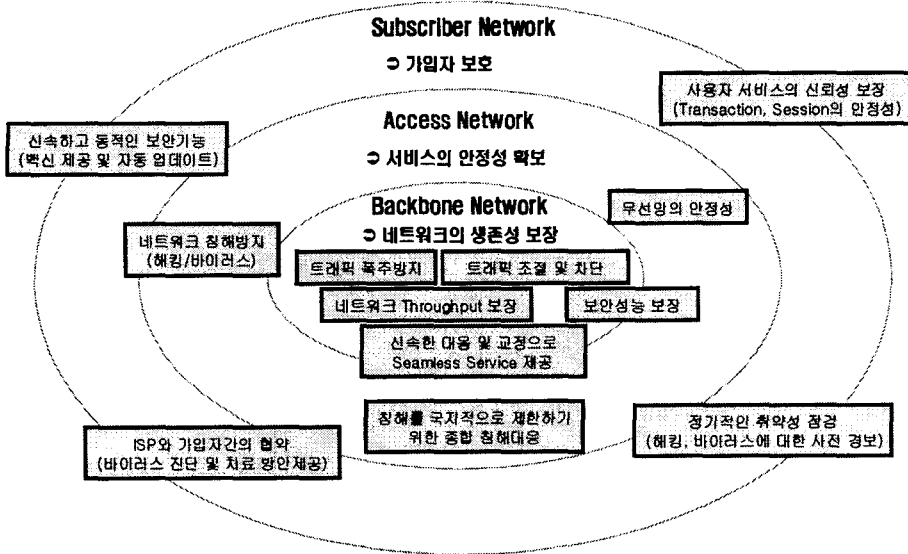 Subscriber Network
➲ 가입자 보호
사용자 서비스의 신뢰성 보장
(Transaction, Session의 안정성)
Access Network
➲ 서비스의 안정성 확보
신속하고 동적인 보안기능
(백신 제공 및 자동 업데이트)
Backbone Network
➲ 네트워크의 생존성 보장
무선망의 안정성
네트워크 침해방지
(해킹/바이러스)
트래픽 폭주방지
트래픽 조절 및 차단
네트워크 Throughput 보장
보안성능 보장
신속한 대응 및 교정으로
Seamless Service 제공
침해를 국지적으로 제한하기
위한 종합 침해대응
정기적인 취약성 점검
(해킹, 바이러스에 대한 사전 경보)
ISP와 가입자간의 협약
(바이러스 진단 및 치료 방안제공)